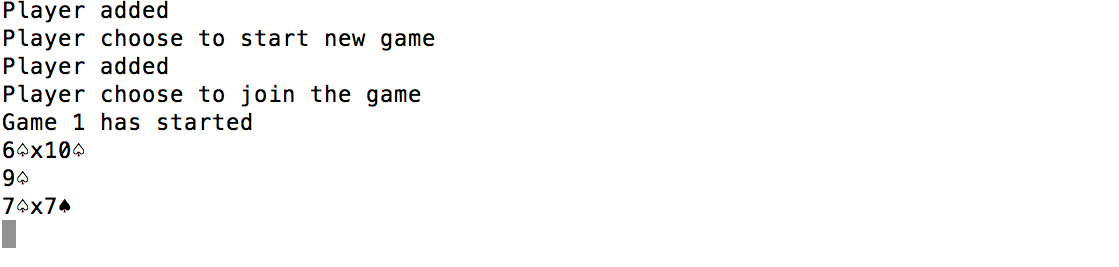 Player added
Player choose to start new game
Player added
Player choose to join the game
Game 1 has started
6♤x10♤
9♤
7♤x7♠